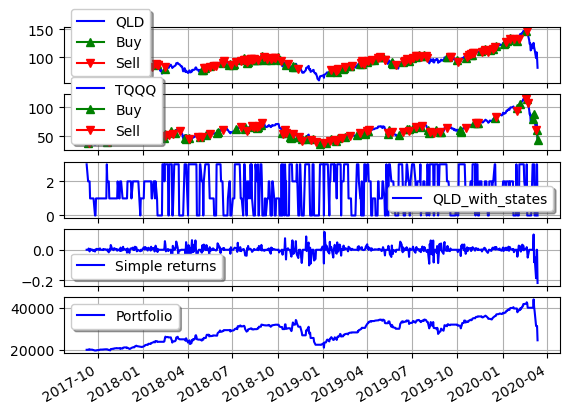 150
100
QLD
Buy
Sell
100
50
TQQQ
Buy
Sell
2
0
QLD_with_states
0.0
−0.2
Simple returns
40000
20000
Portfolio
2017-10
2018-01
2018-04
2018-07
2018-10
2019-01
2019-04
2019-07
2019-10
2020-01
2020-04